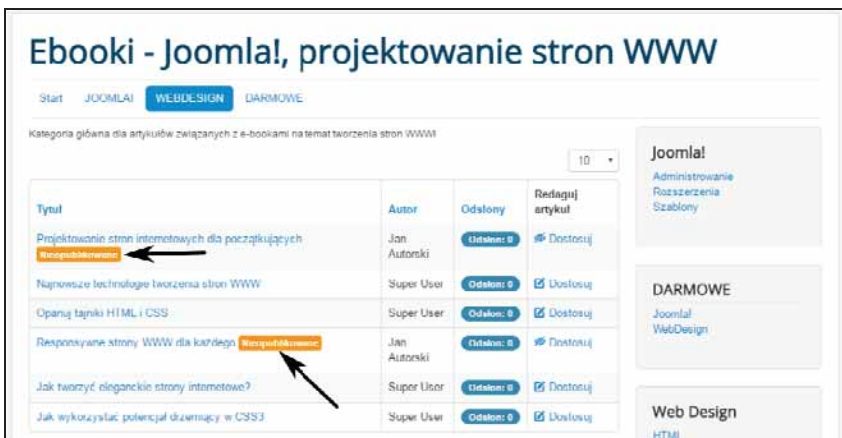 Ebooki - Joomla!, projektowanie stron WWW
Start JOOMLA! WEBDESIGN DARMOWE
Kategoria główna dla artykułów związanych z e-bookami na temat tworzenia stron WWW!
10
Tytuł Autor Odsłony Redaguj artykuł
Projektowanie stron internetowych dla początkujących
Nieopublikowane
Jan Autorski
Odsłon: 0
Dostosuj
Najnowsze technologie tworzenia stron WWW Super User Odsłon: 0 Dostosuj
Opanuj tajniki HTML i CSS Super User Odsłon: 0 Dostosuj
Responsywne strony WWW dla każdego Nieopublikowane
Jan Autorski
Odsłon: 0
Dostosuj
Jak tworzyć eleganckie strony internetowe? Super User Odsłon: 0 Dostosuj
Jak wykorzystać potencjał drzemiący w CSS3 Super User Odsłon: 0 Dostosuj
Joomla!
Administrowanie
Rozszerzenia
Szablony
DARMOWE
Joomla!
WebDesign
Web Design
HTML